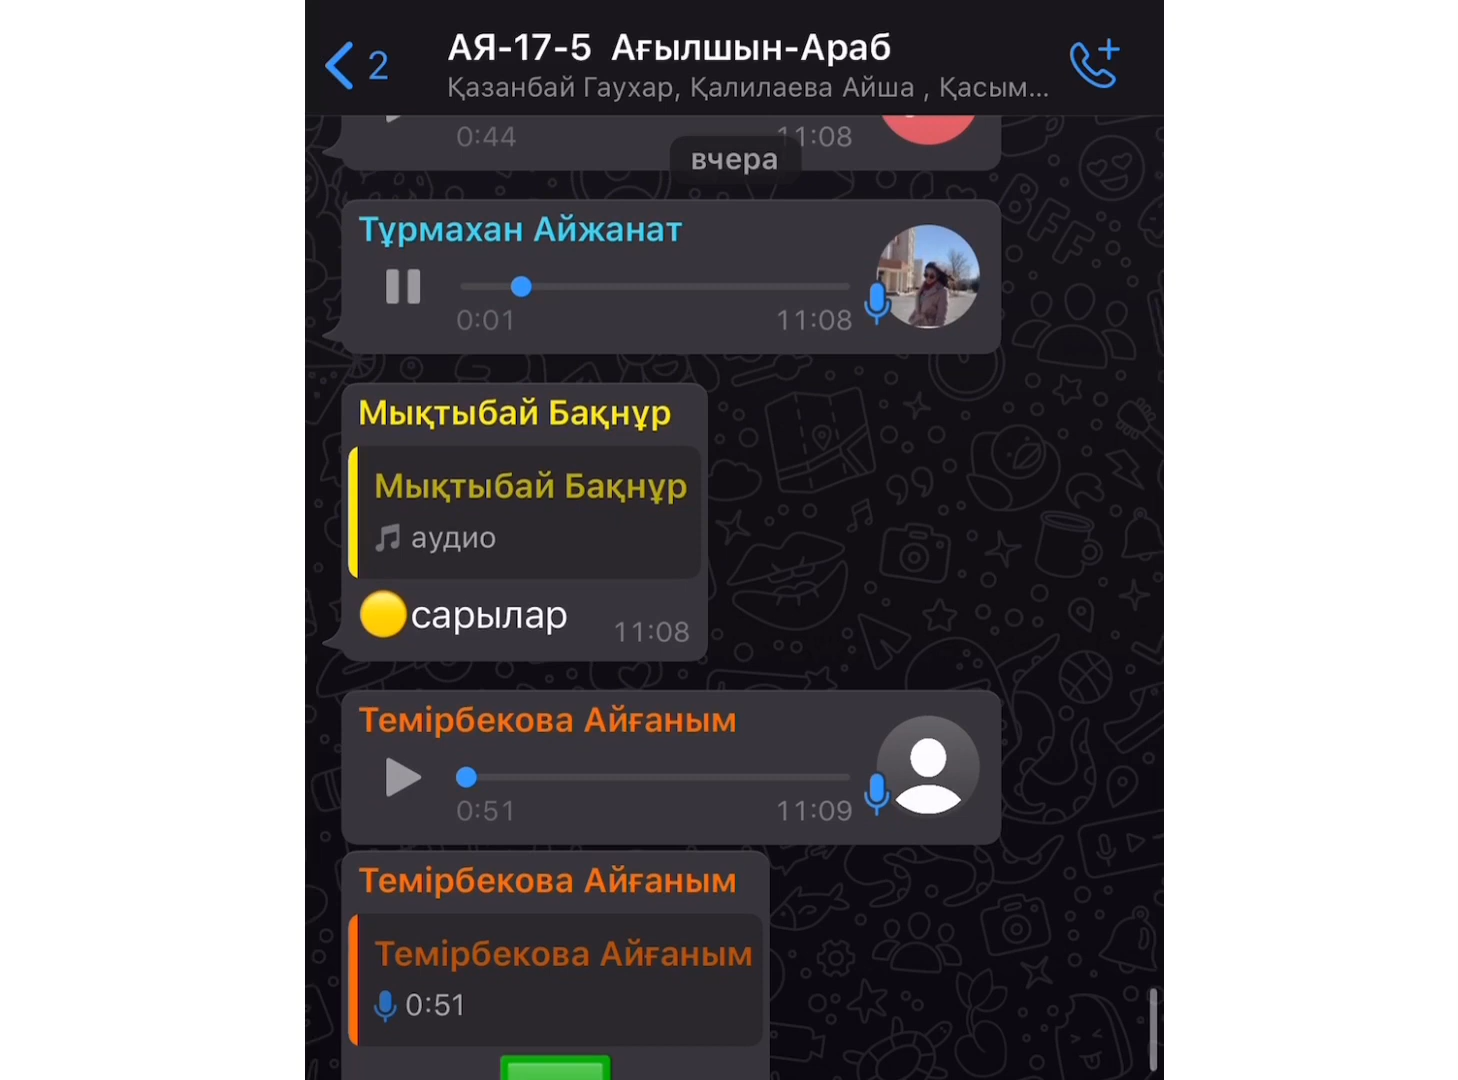 2
АЯ-17-5 Ағылшын-Араб
Қазанбай Гаухар, Қалилаева Айша , Қасым...
0:44
11:08
вчера
Тұрмахан Айжанат
0:01
11:08
Мықтыбай Бақнұр
Мықтыбай Бақнұр
аудио
сарылар
11:08
Темірбекова Айғаным
0:51
11:09
Темірбекова Айғаным
Темірбекова Айғаным
0:51